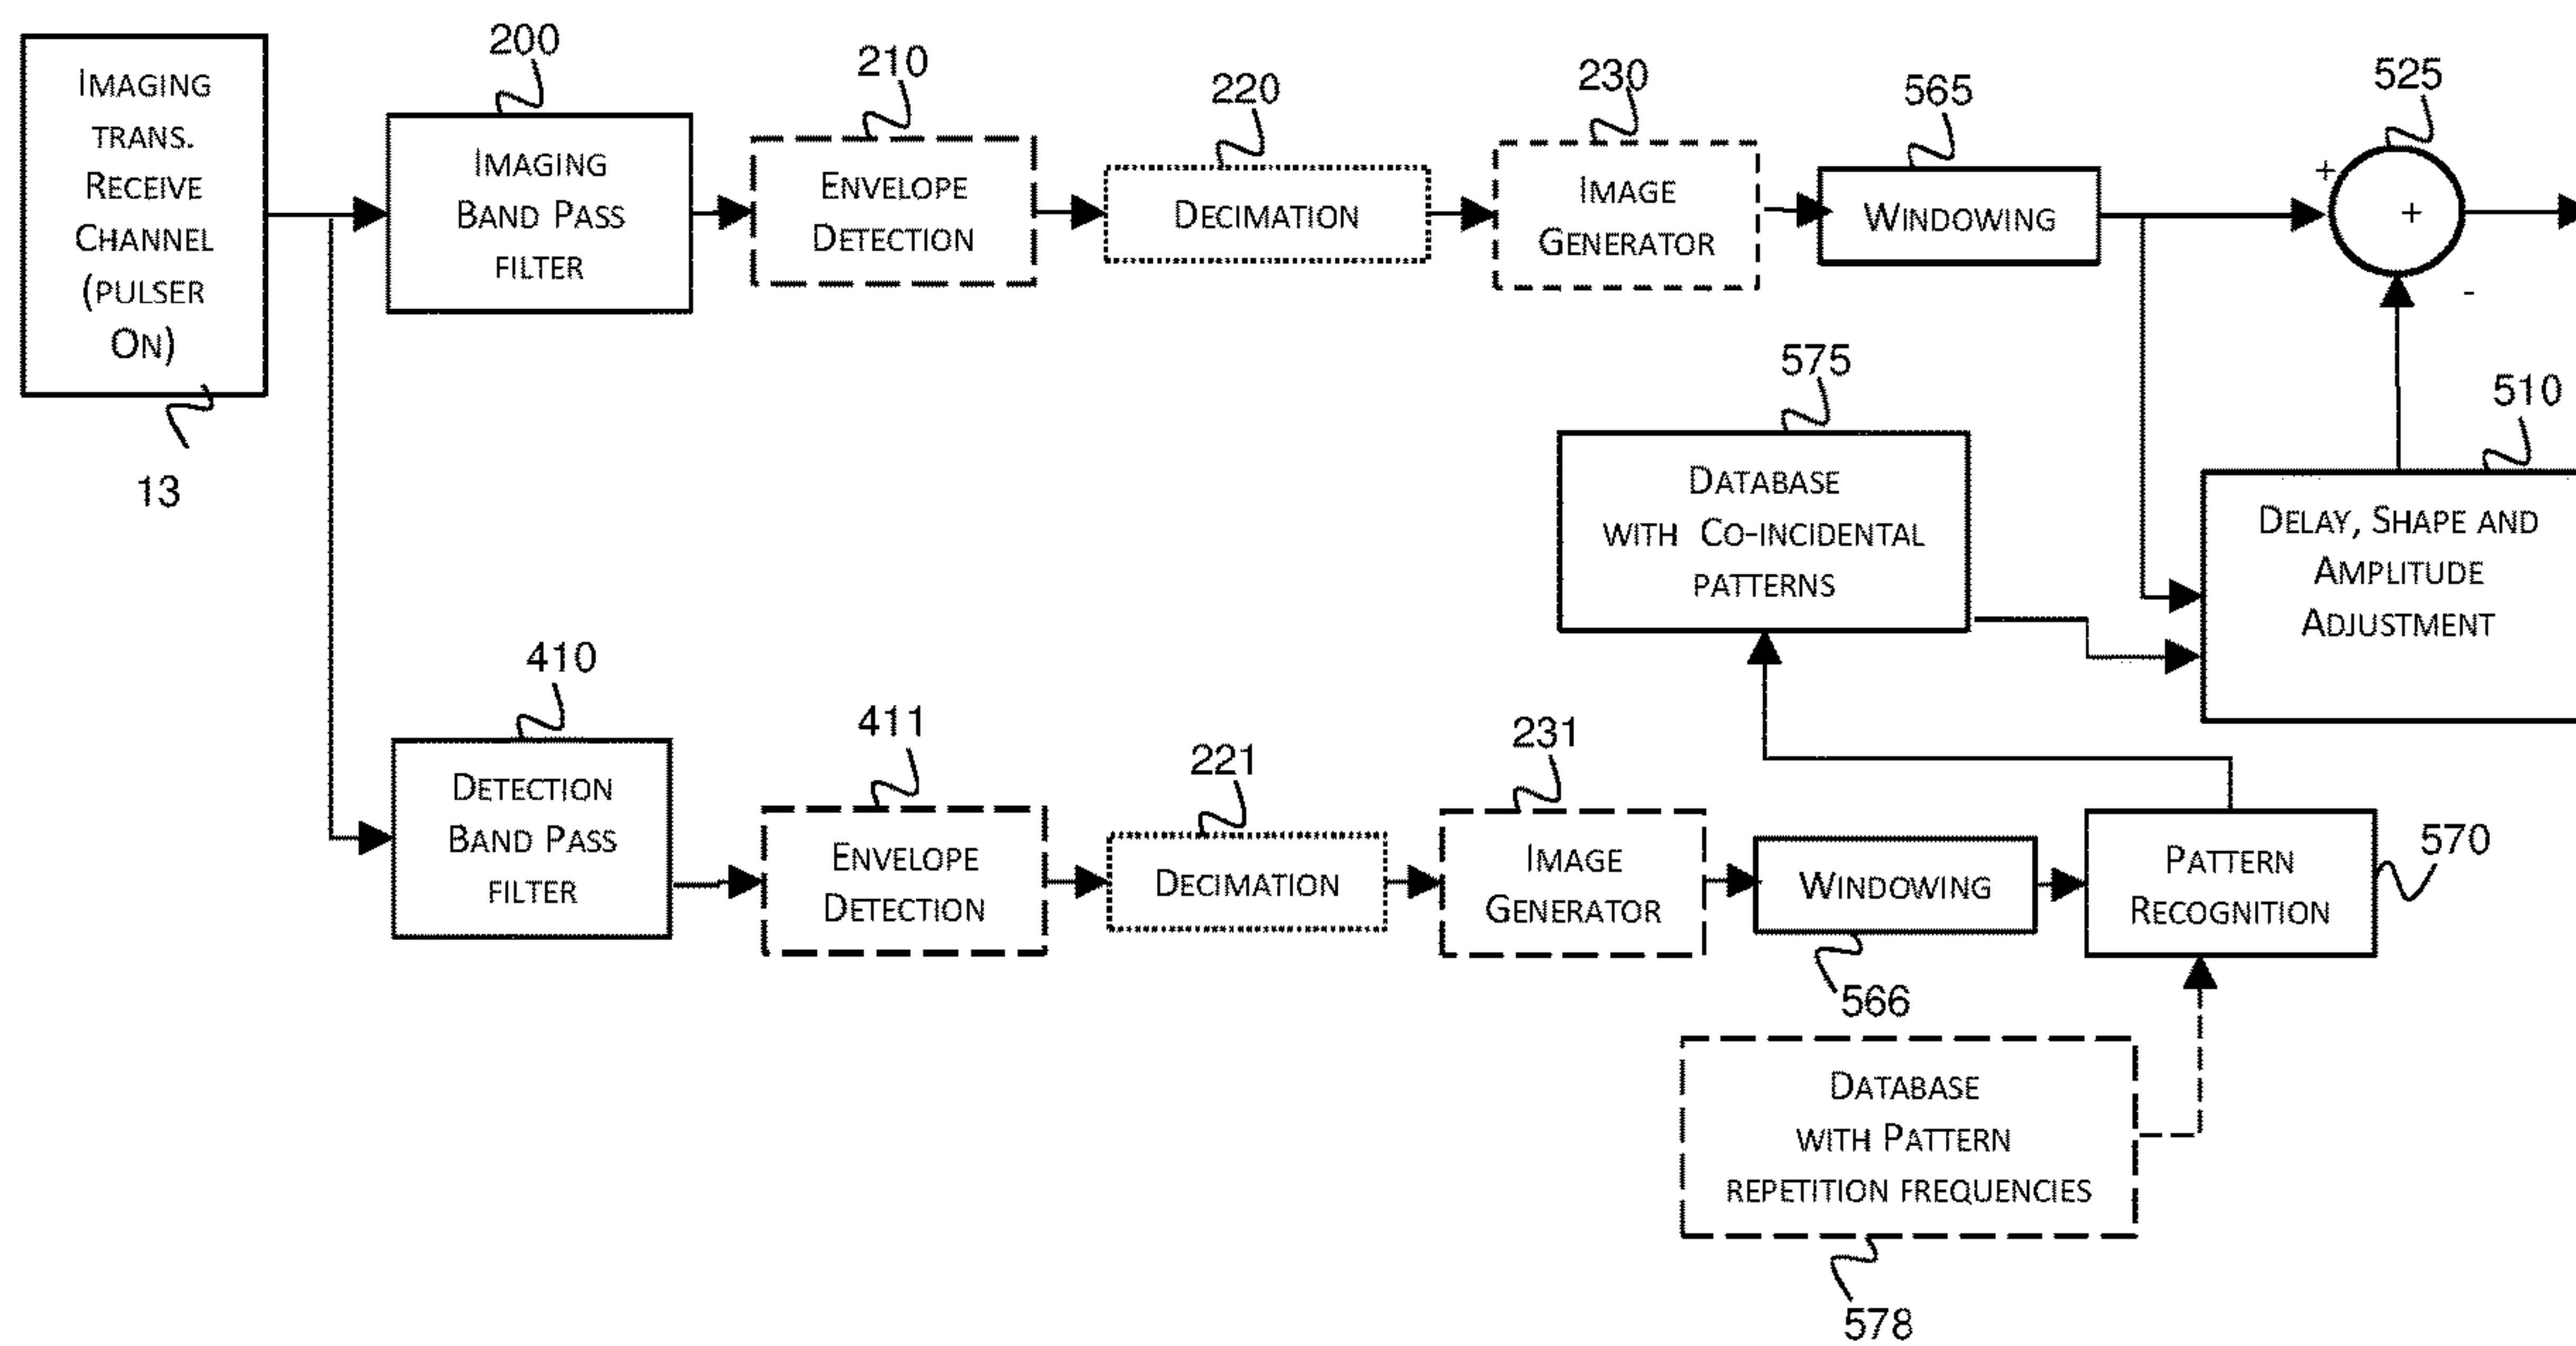 IMAGING
TRANS.
RECEIVE
CHANNEL
(PULSER
ON)
13
200
IMAGING
BAND PASS
FILTER
210
ENVELOPE
DETECTION
220
DECIMATION
230
IMAGE
GENERATOR
565
WINDOWING
525
+
+
-
575
DATABASE
WITH CO-INCIDENTAL
PATTERNS
510
DELAY, SHAPE AND
AMPLITUDE
ADJUSTMENT
410
DETECTION
BAND PASS
FILTER
411
ENVELOPE
DETECTION
221
DECIMATION
231
IMAGE
GENERATOR
WINDOWING
566
PATTERN
RECOGNITION
570
DATABASE
WITH PATTERN
REPETITION FREQUENCIES
578